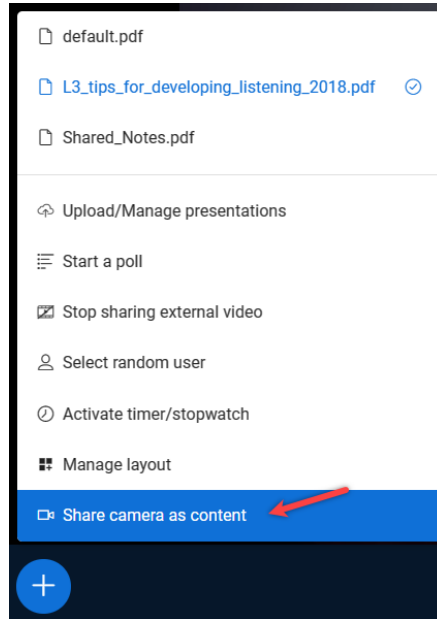 default.pdf
L3_tips_for_developing_listening_2018.pdf
Shared_Notes.pdf
Upload/Manage presentations
Start a poll
Stop sharing external video
Select random user
Activate timer/stopwatch
Manage layout
Share camera as content